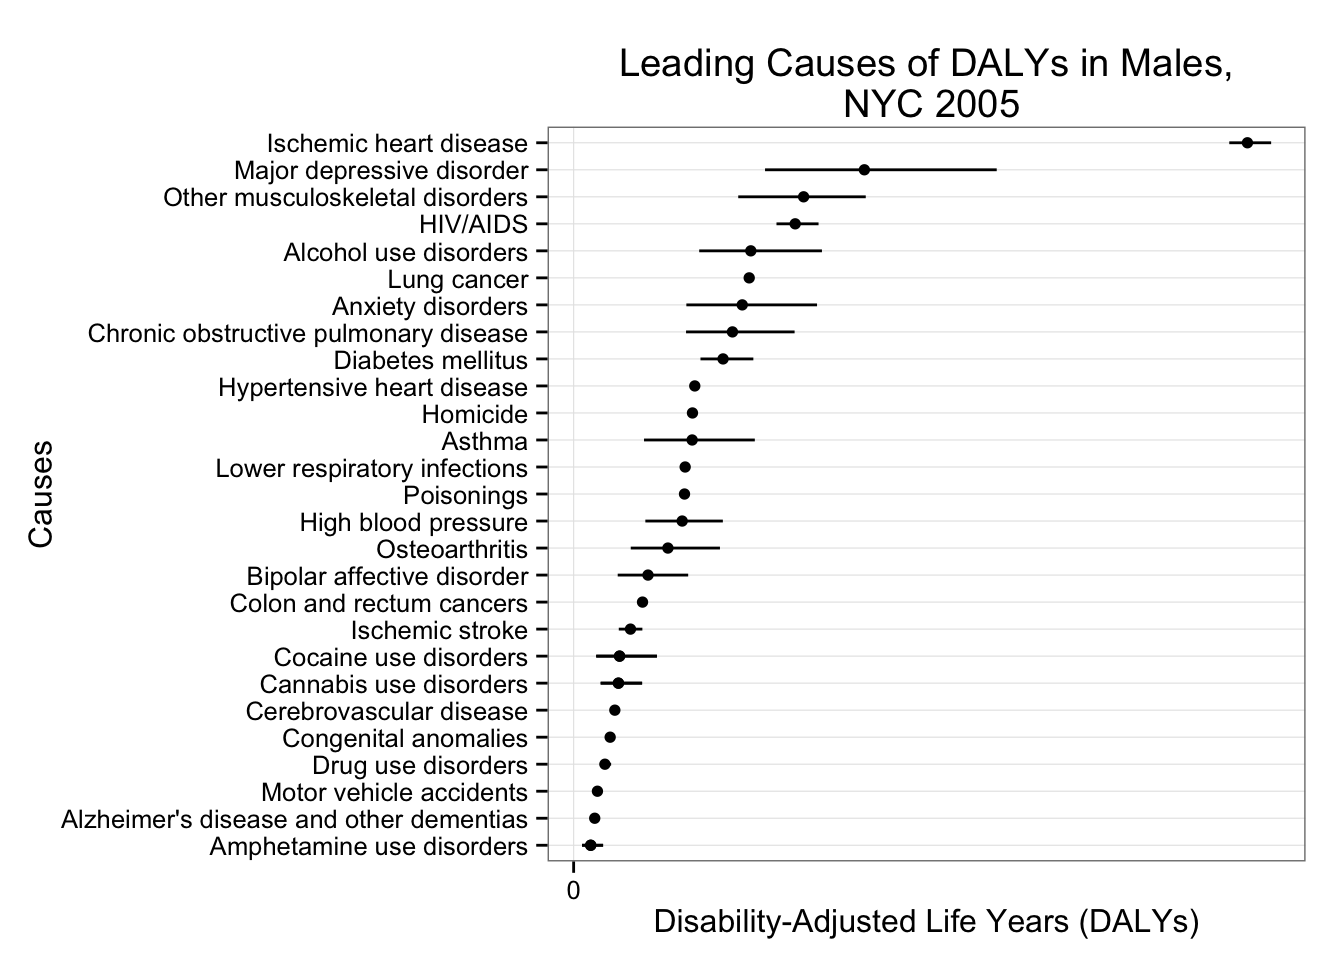 Leading Causes of DALYs in Males,
NYC 2005
Causes
Ischemic heart disease
Major depressive disorder
Other musculoskeletal disorders
HIV/AIDS
Alcohol use disorders
Lung cancer
Anxiety disorders
Chronic obstructive pulmonary disease
Diabetes mellitus
Hypertensive heart disease
Homicide
Asthma
Lower respiratory infections
Poisonings
High blood pressure
Osteoarthritis
Bipolar affective disorder
Colon and rectum cancers
Ischemic stroke
Cocaine use disorders
Cannabis use disorders
Cerebrovascular disease
Congenital anomalies
Drug use disorders
Motor vehicle accidents
Alzheimer's disease and other dementias
Amphetamine use disorders
0
Disability-Adjusted Life Years (DALYs)